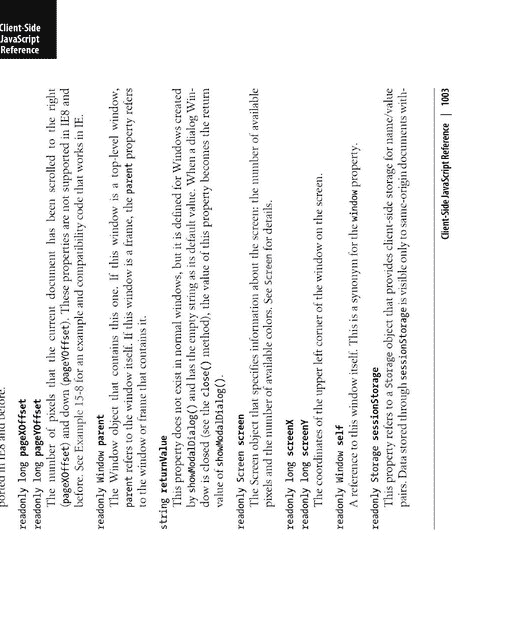 Client-Side
JavaScript
Reference
ported in IE8 and before.
readonly long pageXOffset
readonly long pageYOffset
The number of pixels that the current document has been scrolled to the right
(pageXOffset) and down (pageYOffset). These properties are not supported in IE8 and
before. See Example 15-8 for an example and compatibility code that works in IE.
readonly Window parent
The Window object that contains this one. If this window is a top-level window,
parent refers to the window itself. If this window is a frame, the parent property refers
to the window or frame that contains it.
string returnValue
This property does not exist in normal windows, but it is defined for Windows created
by showModalDialog() and has the empty string as its default value. When a dialog Win-
dow is closed (see the close() method), the value of this property becomes the return
value of showModalDialog().
readonly Screen screen
The Screen object that specifies information about the screen: the number of available
pixels and the number of available colors. See Screen for details.
readonly long screenX
readonly long screenY
The coordinates of the upper left corner of the window on the screen.
readonly Window self
A reference to this window itself. This is a synonym for the window property.
readonly Storage sessionStorage
This property refers to a Storage object that provides client-side storage for name/value
pairs. Data stored through sessionStorage is visible only to same-origin documents with-
Client-Side JavaScript Reference | 1003